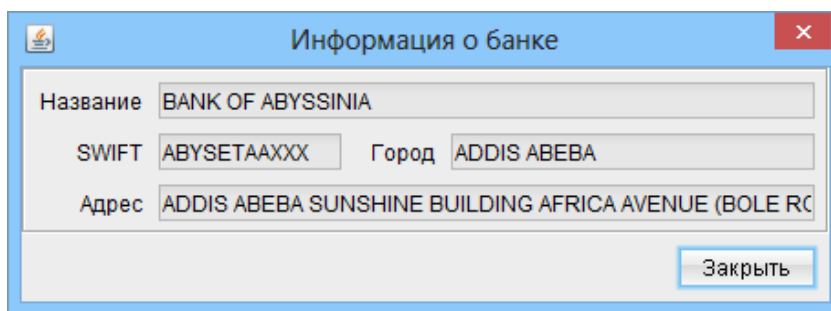 Информация о банке
Название BANK OF ABYSSINIA
SWIFT ABYSETAAXXX Город ADDIS ABEBA
Адрес ADDIS ABEBA SUNSHINE BUILDING AFRICA AVENUE (BOLE
Закрыть